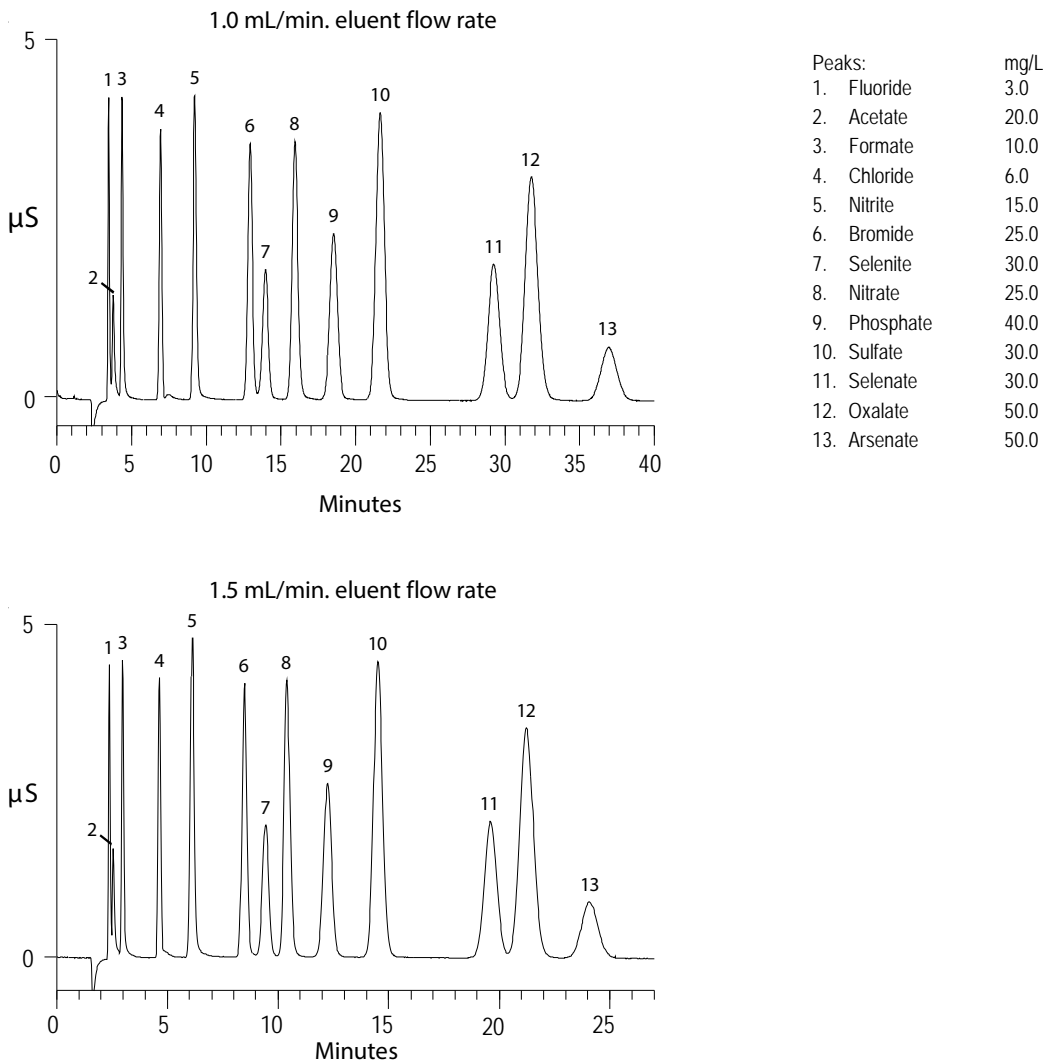 1.0 mL/min. eluent flow rate
5
1 3
5
4
10
6
8
12
μS
9
2
7
11
13
0
0 5 10 15 20 25 30 35 40
Minutes
Peaks: mg/L
1. Fluoride 3.0
2. Acetate 20.0
3. Formate 10.0
4. Chloride 6.0
5. Nitrite 15.0
6. Bromide 25.0
7. Selenite 30.0
8. Nitrate 25.0
9. Phosphate 40.0
10. Sulfate 30.0
11. Selenate 30.0
12. Oxalate 50.0
13. Arsenate 50.0
1.5 mL/min. eluent flow rate
5
5
1 3
10
4
6
8
12
9
μS
7
11
2
13
0
0 5 10 15 20 25
Minutes